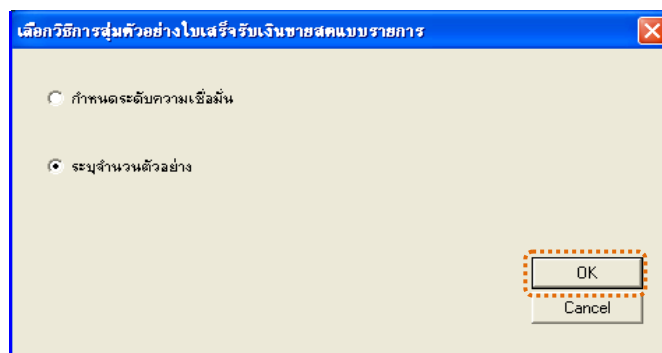 เลือกวิธีการสุ่มตัวอย่างใบเสร็จรับเงินขายสดแบบรายการ
กำหนดระดับความเชื่อมั่น
ระบุจำนวนตัวอย่าง
OK
Cancel